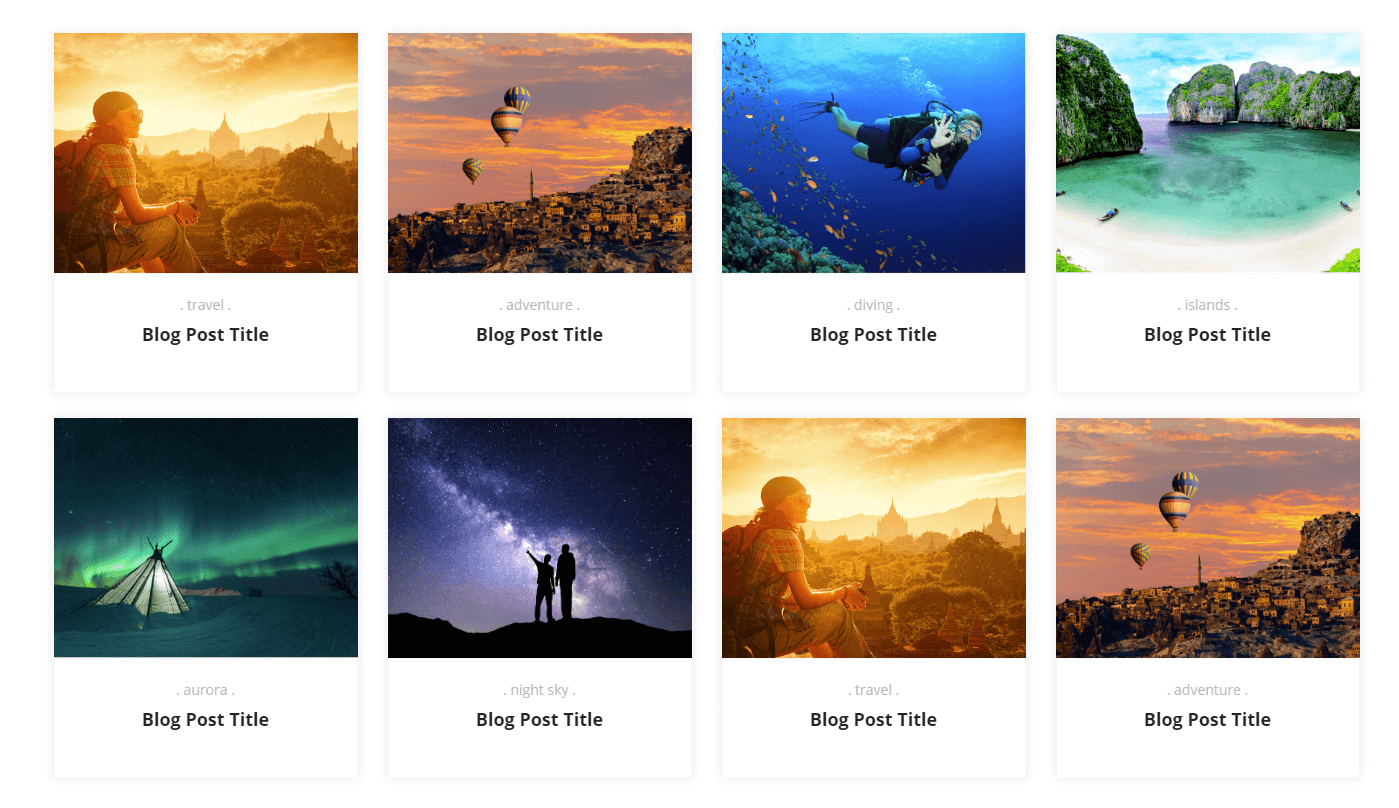 . travel .
Blog Post Title
. adventure .
Blog Post Title
. diving .
Blog Post Title
. islands .
Blog Post Title
. aurora .
Blog Post Title
. night sky .
Blog Post Title
. travel .
Blog Post Title
. adventure .
Blog Post Title